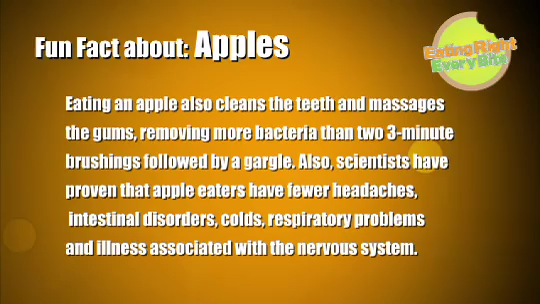 Fun Fact about: Apples
Eating Right
Every Bite
Eating an apple also cleans the teeth and massages
the gums, removing more bacteria than two 3-minute
brushings followed by a gargle. Also, scientists have
proven that apple eaters have fewer headaches,
intestinal disorders, colds, respiratory problems
and illness associated with the nervous system.